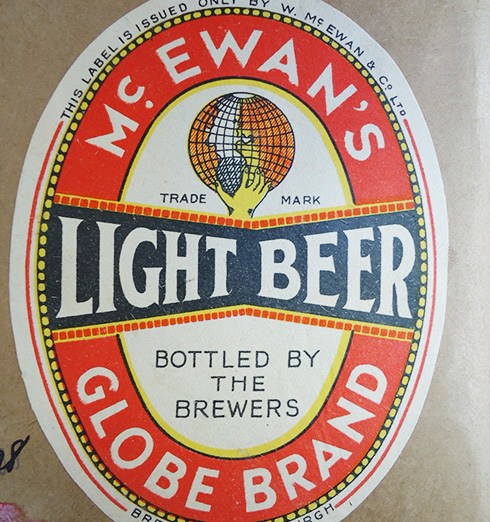 THIS LABEL IS ISSUED ONLY BY W. McEWAN & Co LTD.
McEWAN'S
TRADE MARK
LIGHT BEER
BOTTLED BY
THE
BREWERS
GLOBE BRAND